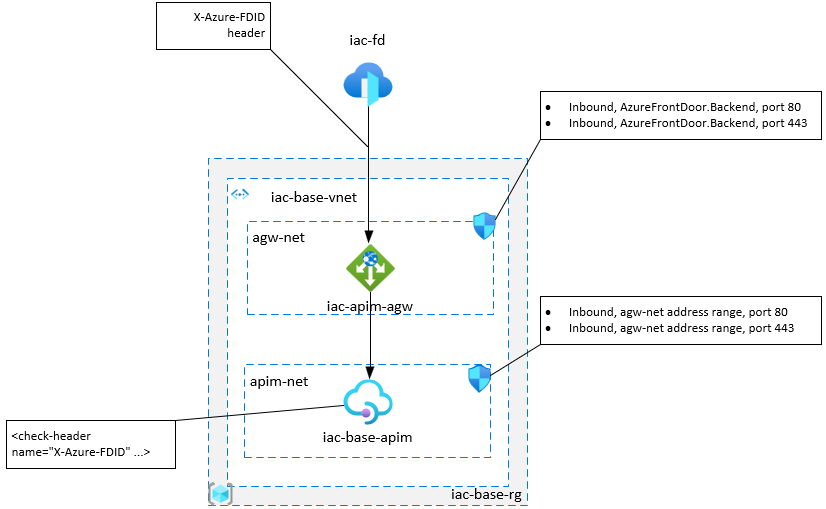 X-Azure-FDID
header
iac-fd
• Inbound, AzureFrontDoor.Backend, port 80
• Inbound, AzureFrontDoor.Backend, port 443
iac-base-vnet
agw-net
iac-apim-agw
• Inbound, agw-net address range, port 80
• Inbound, agw-net address range, port 443
apim-net
iac-base-apim
<check-header
name="X-Azure-FDID" ...>
iac-base-rg